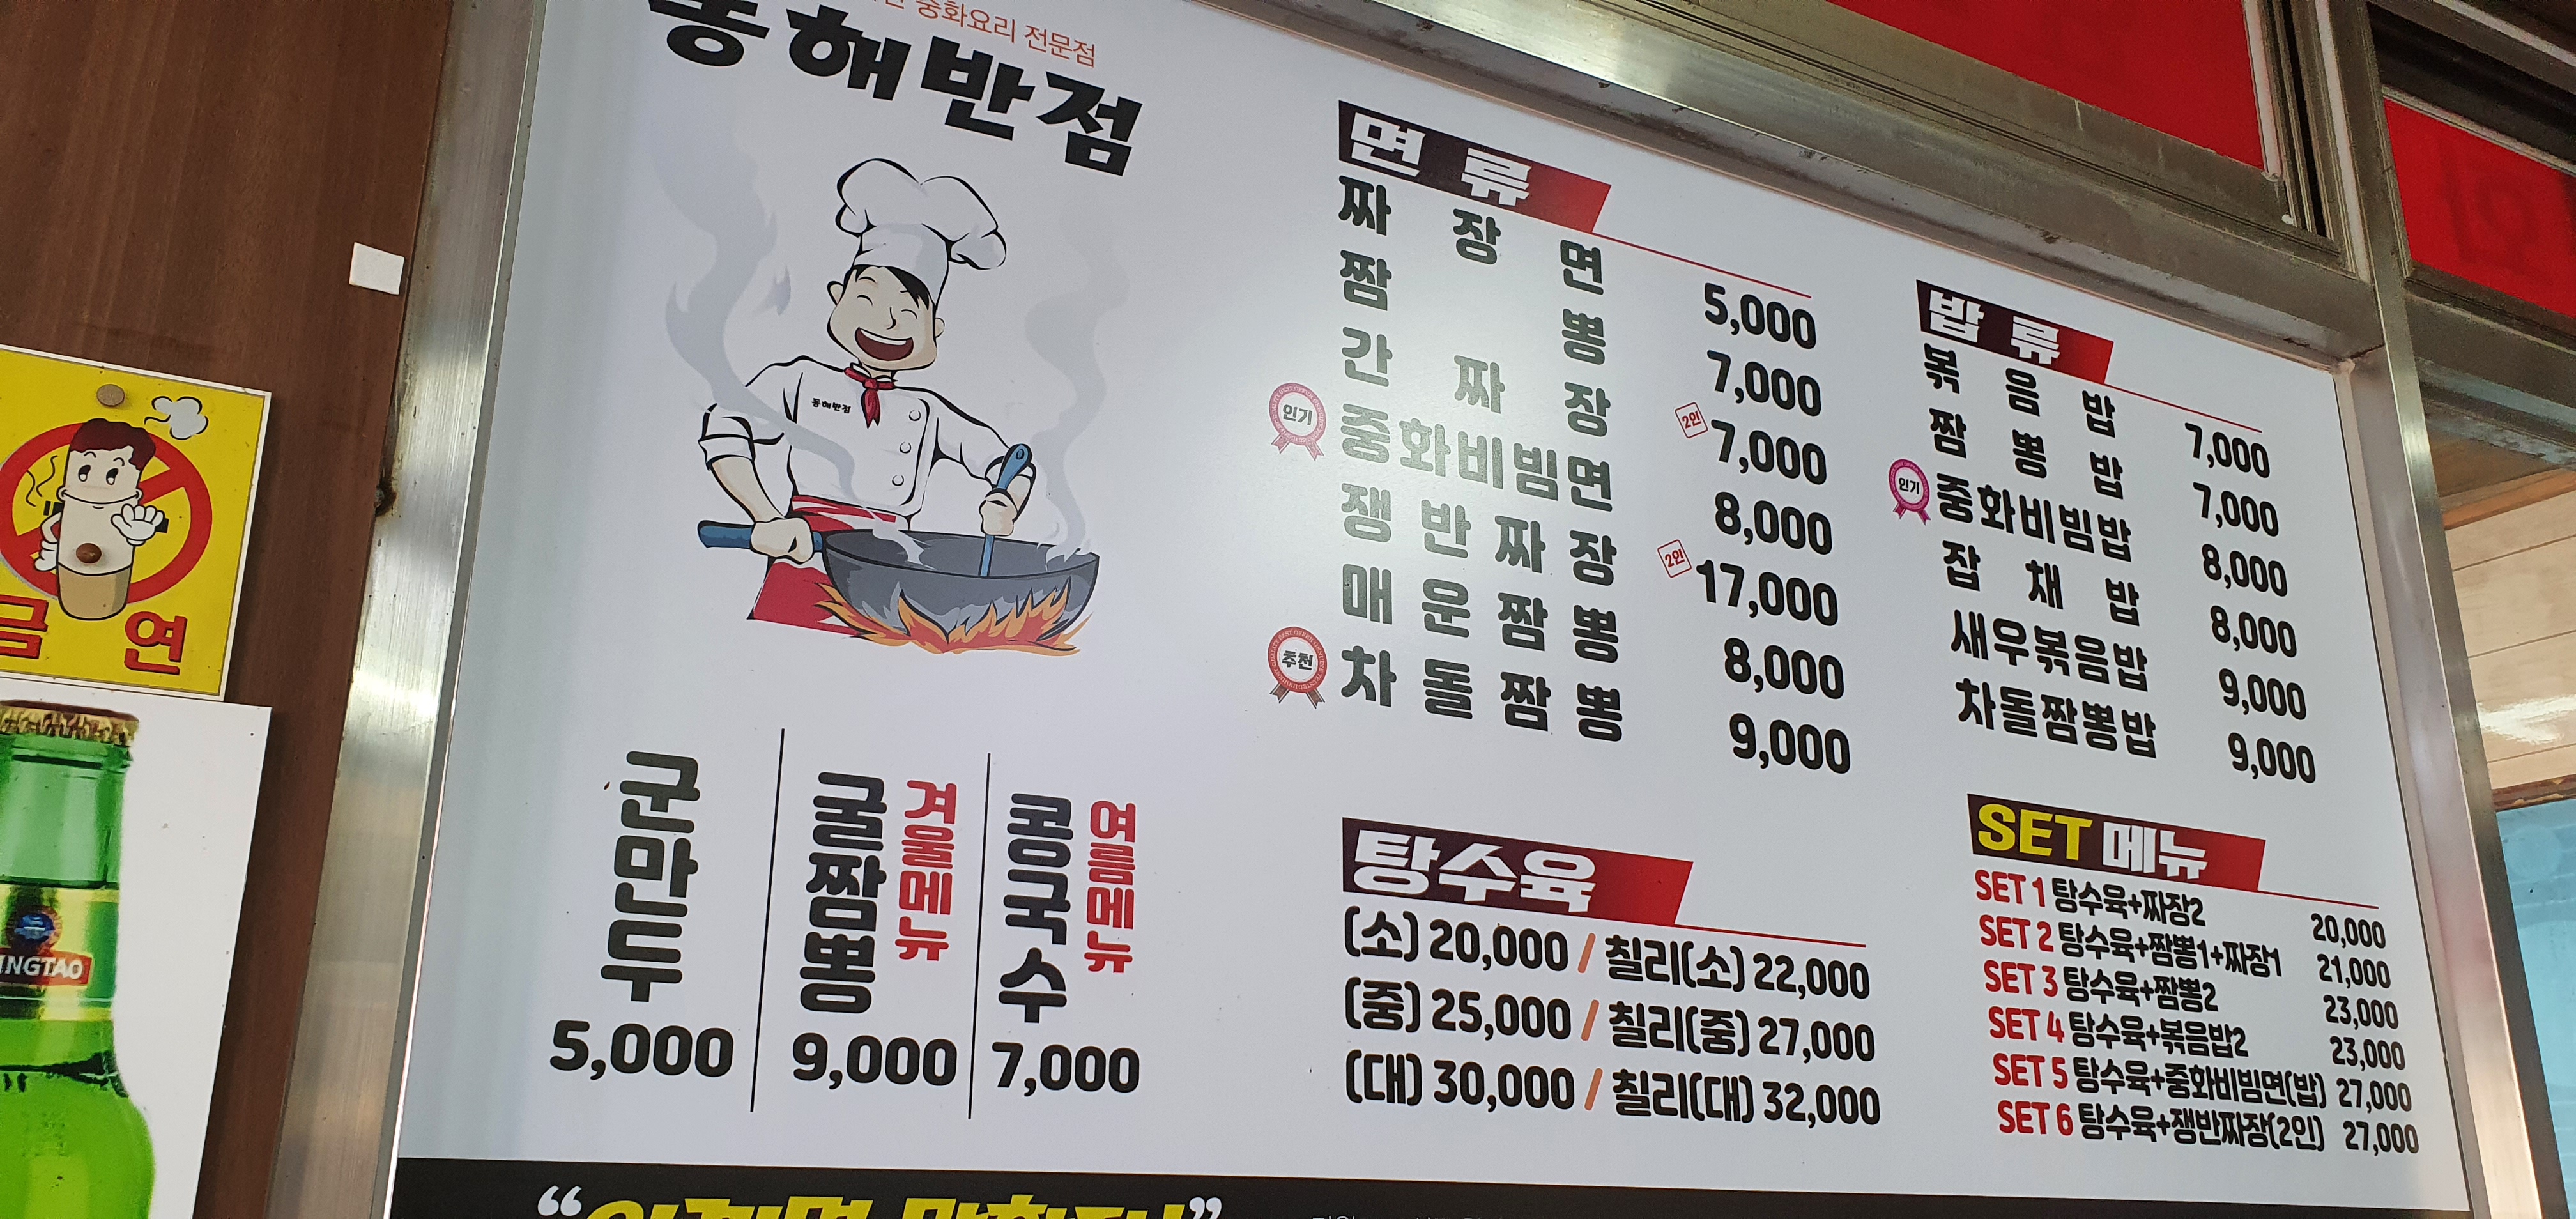 중화요리 전문점
동해반점
동해반점
면류
짜장면 5,000
짬뽕 7,000
간짜장 2인 7,000
인기 중화비빔면 8,000
쟁반짜장 2인 17,000
매운짬뽕 8,000
추천 차돌짬뽕 9,000
밥류
볶음밥 7,000
짬뽕밥 7,000
인기 중화비빔밥 8,000
잡채밥 8,000
새우볶음밥 9,000
차돌짬뽕밥 9,000
군만두 5,000
굴짬뽕 겨울메뉴 9,000
콩국수 여름메뉴 7,000
탕수육
(소) 20,000 / 칠리(소) 22,000
(중) 25,000 / 칠리(중) 27,000
(대) 30,000 / 칠리(대) 32,000
SET 메뉴
SET 1 탕수육+짜장2 20,000
SET 2 탕수육+짬뽕1+짜장1 21,000
SET 3 탕수육+짬뽕2 23,000
SET 4 탕수육+볶음밥2 23,000
SET 5 탕수육+중화비빔면(밥) 27,000
SET 6 탕수육+쟁반짜장(2인) 27,000
금연
INGTAO